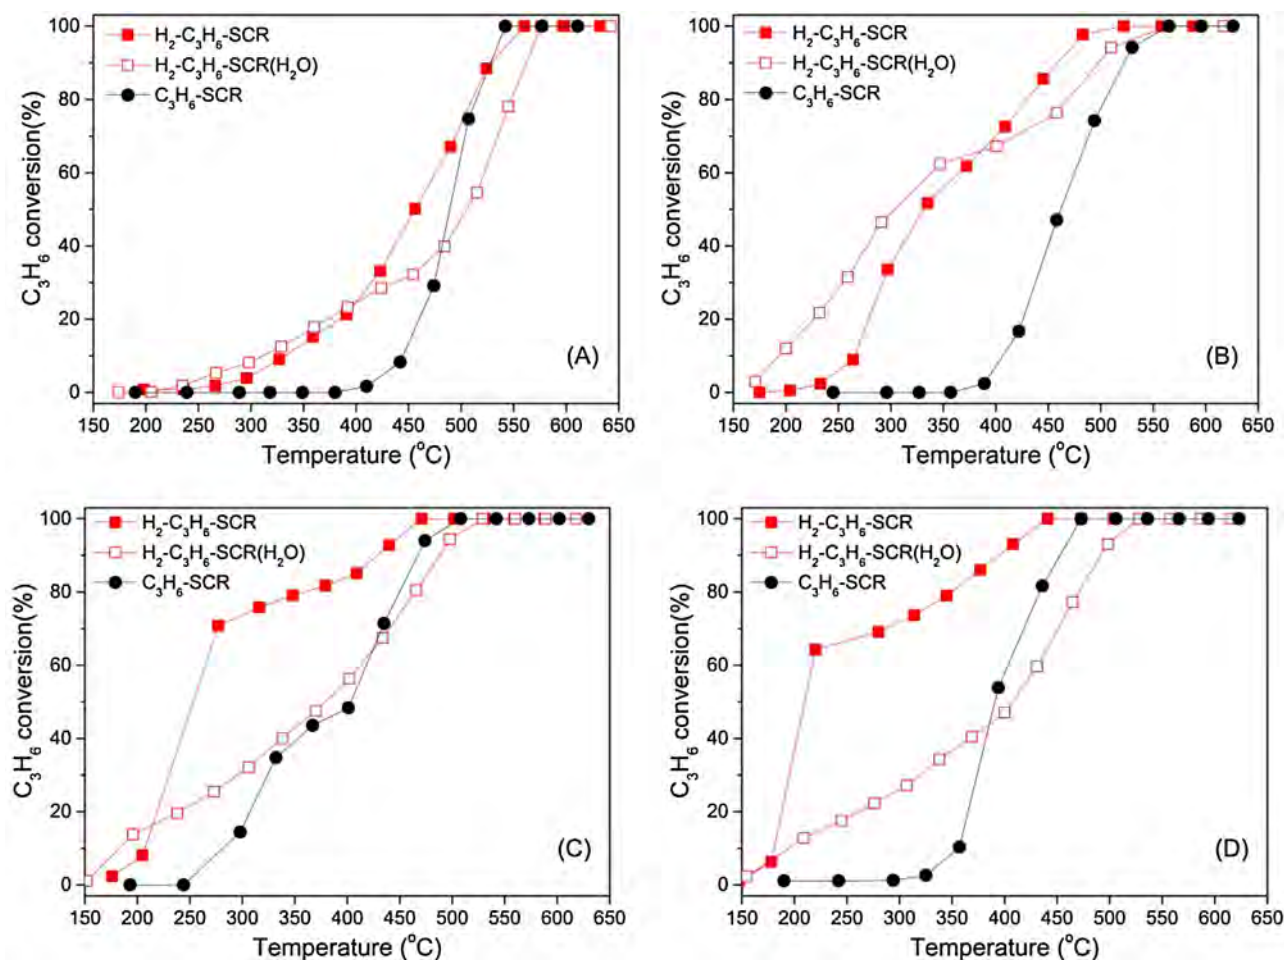 100
80
60
40
20
0
C₃H₆ conversion(%)
H₂-C₃H₆-SCR
H₂-C₃H₆-SCR(H₂O)
C₃H₆-SCR
(A)
150 200 250 300 350 400 450 500 550 600 650
Temperature (°C)
100
80
60
40
20
0
C₃H₆ conversion(%)
H₂-C₃H₆-SCR
H₂-C₃H₆-SCR(H₂O)
C₃H₆-SCR
(B)
150 200 250 300 350 400 450 500 550 600 650
Temperature (°C)
100
80
60
40
20
0
C₃H₆ conversion(%)
H₂-C₃H₆-SCR
H₂-C₃H₆-SCR(H₂O)
C₃H₆-SCR
(C)
150 200 250 300 350 400 450 500 550 600 650
Temperature (°C)
100
80
60
40
20
0
C₃H₆ conversion(%)
H₂-C₃H₆-SCR
H₂-C₃H₆-SCR(H₂O)
C₃H₆-SCR
(D)
150 200 250 300 350 400 450 500 550 600 650
Temperature (°C)